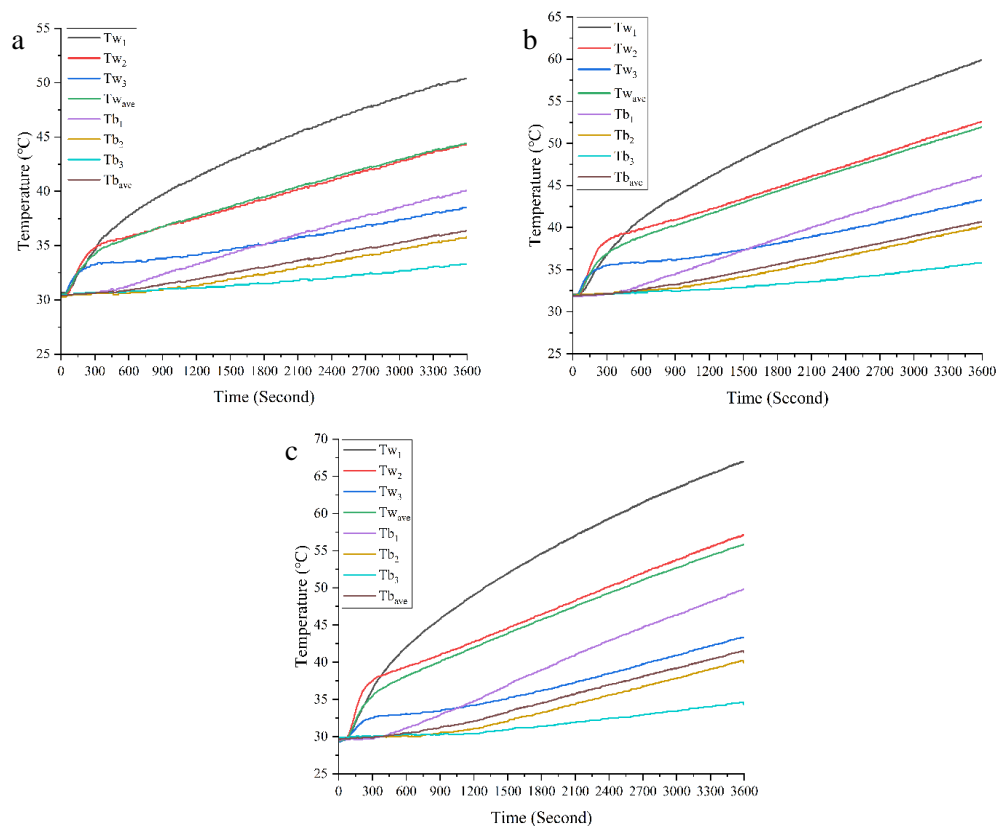 a
Temperature (°C)
55
50
45
40
35
30
25
Tw1
Tw2
Tw3
Twave
Tb1
Tb2
Tb3
Tbave
0 300 600 900 1200 1500 1800 2100 2400 2700 3000 3300 3600
Time (Second)
b
Temperature (°C)
65
60
55
50
45
40
35
30
25
Tw1
Tw2
Tw3
Twave
Tb1
Tb2
Tb3
Tbave
0 300 600 900 1200 1500 1800 2100 2400 2700 3000 3300 3600
Time (Second)
c
Temperature (°C)
70
65
60
55
50
45
40
35
30
25
Tw1
Tw2
Tw3
Twave
Tb1
Tb2
Tb3
Tbave
0 300 600 900 1200 1500 1800 2100 2400 2700 3000 3300 3600
Time (Second)